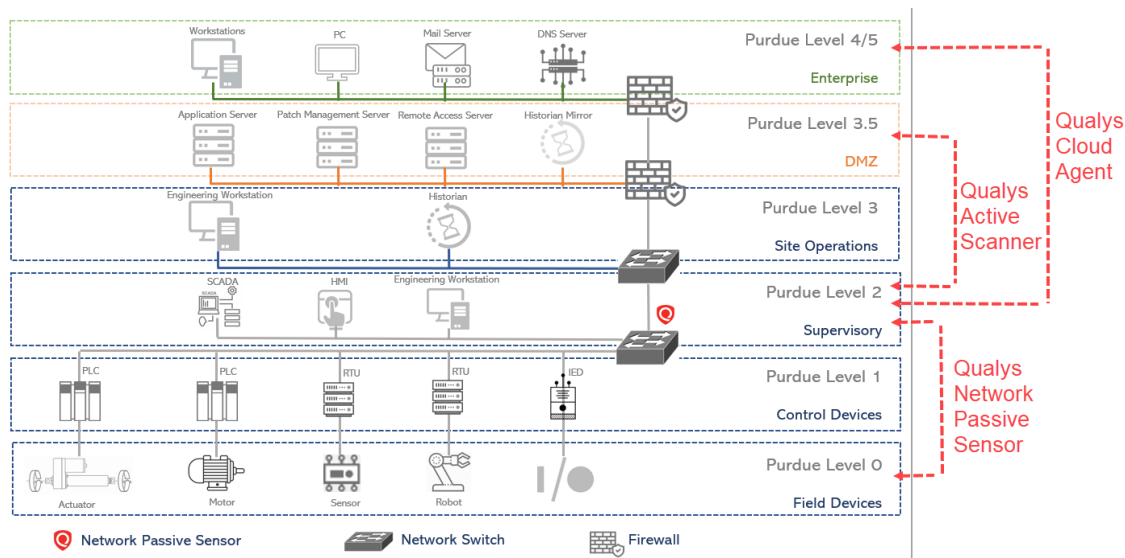 Workstations
PC
Mail Server
DNS Server
Purdue Level 4/5
Enterprise
Application Server
Patch Management Server
Remote Access Server
Historian Mirror
Purdue Level 3.5
DMZ
Engineering Workstation
Historian
Purdue Level 3
Site Operations
SCADA
SCADA
HMI
Engineering Workstation
Purdue Level 2
Supervisory
PLC
PLC
RTU
RTU
IED
Purdue Level 1
Control Devices
Actuator
Motor
Sensor
Robot
I/O
Purdue Level 0
Field Devices
Qualys
Cloud
Agent
Qualys
Active
Scanner
Qualys
Network
Passive
Sensor
Network Passive Sensor
Network Switch
Firewall